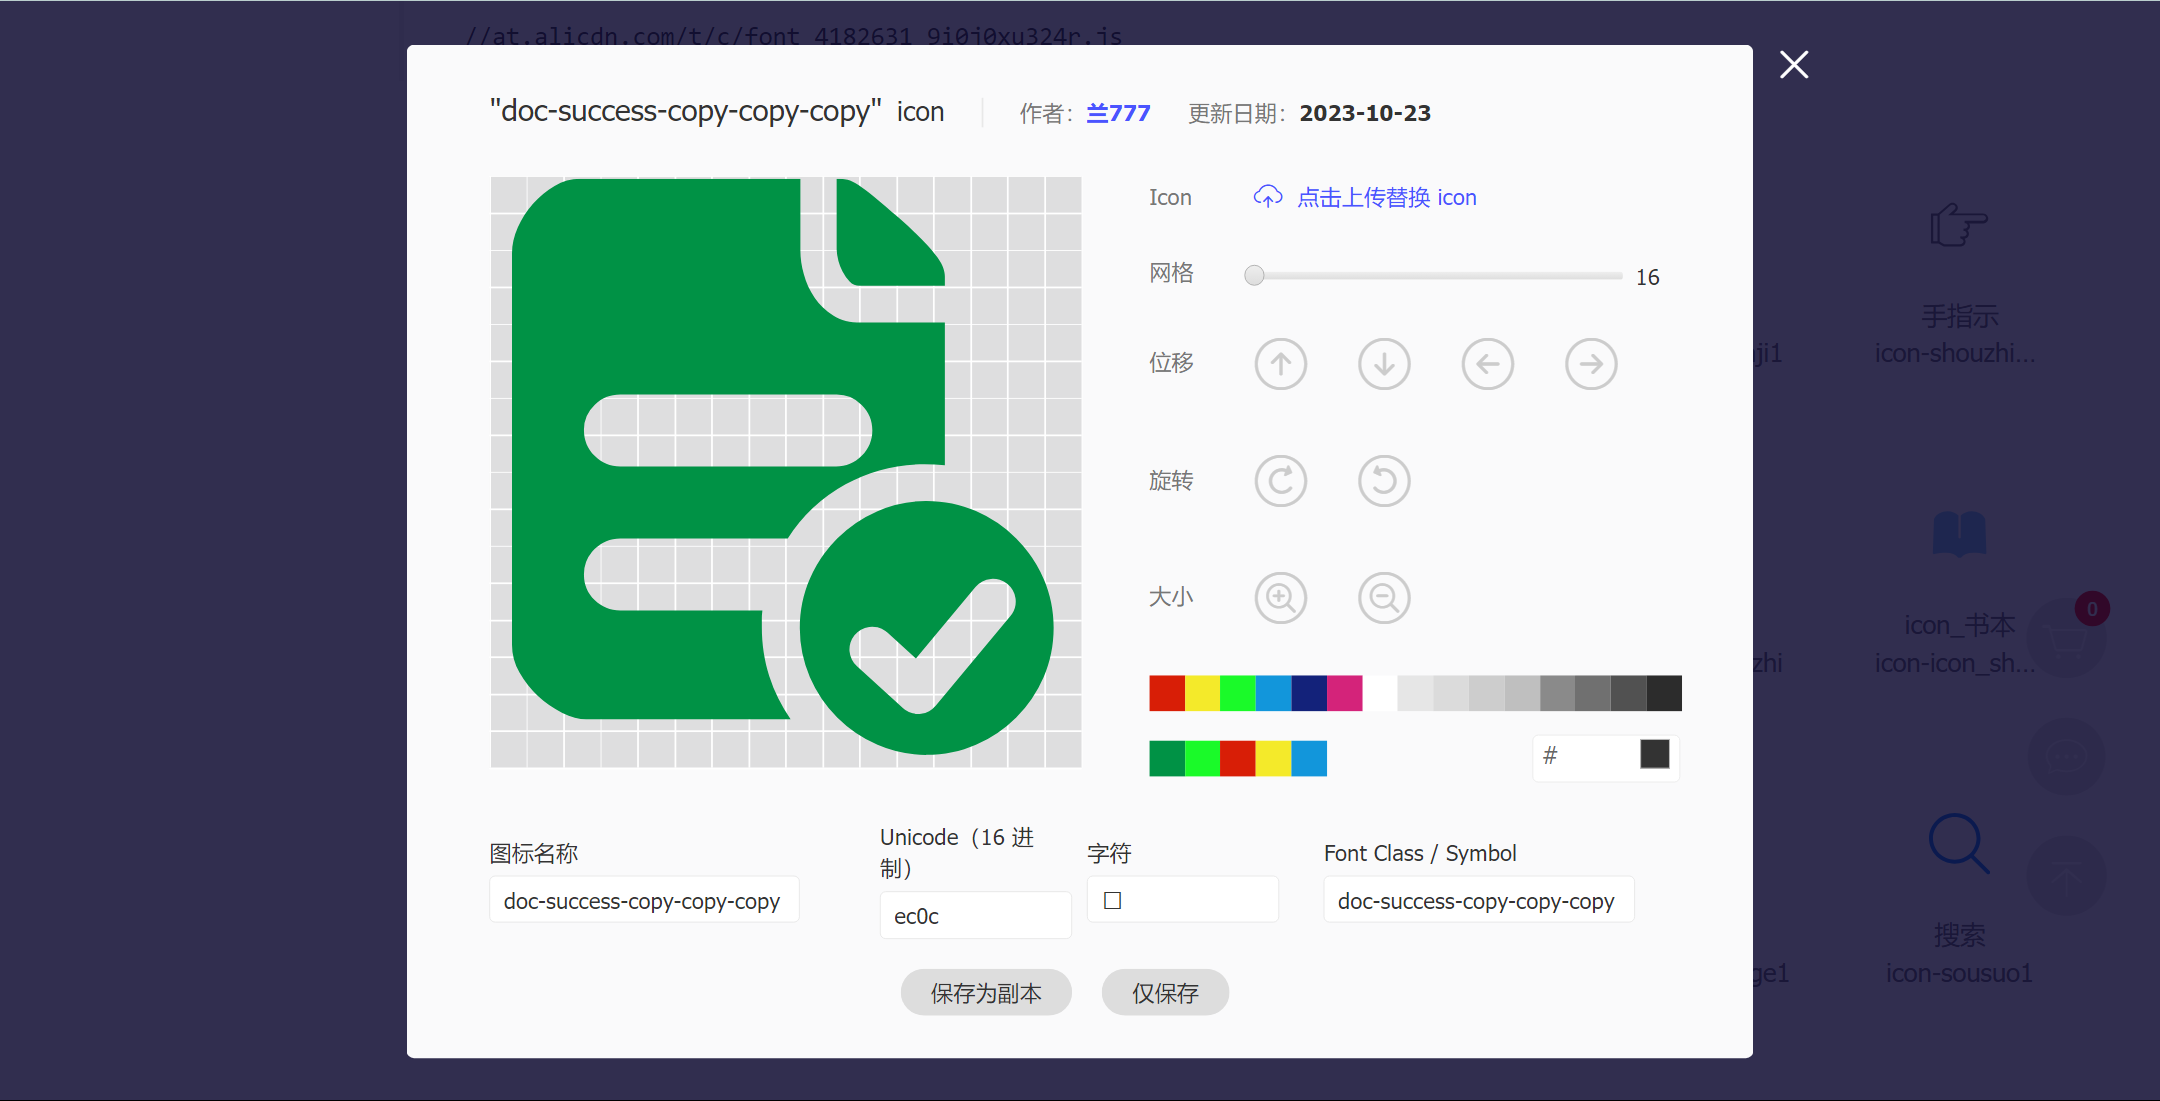 //at.alicdn.com/t/c/font_4182631_9i0j0xu324r.js
"doc-success-copy-copy-copy" icon
作者：兰777
更新日期：2023-10-23
Icon
点击上传替换 icon
网格
16
位移
旋转
大小
#
图标名称
doc-success-copy-copy-copy
Unicode（16 进
制）
ec0c
字符
Font Class / Symbol
doc-success-copy-copy-copy
保存为副本
仅保存
手指示
icon-shouzhi...
ji1
icon_书本
icon-icon_sh...
zhi
0
搜索
icon-sousuo1
ge1